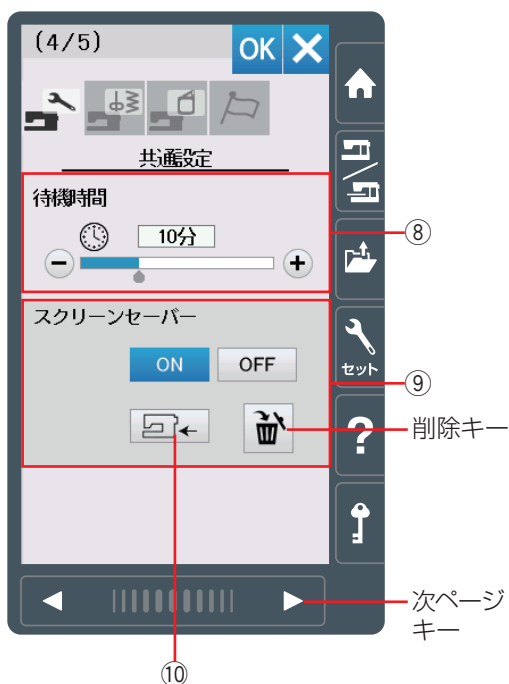 (4/5)
OK
共通設定
待機時間
10分
⑧
スクリーンセーバー
ON OFF
セット
⑨
削除キー
?
次ページ
キー
⑩